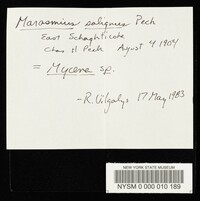 Marasmius salignus Peck
East Schaghticoke
Chas H Peck August 4 1904
= Mycena sp.
- R. Vilgalys 17 May 1983
NEW YORK STATE MUSEUM
NYSM 0 000 010 189